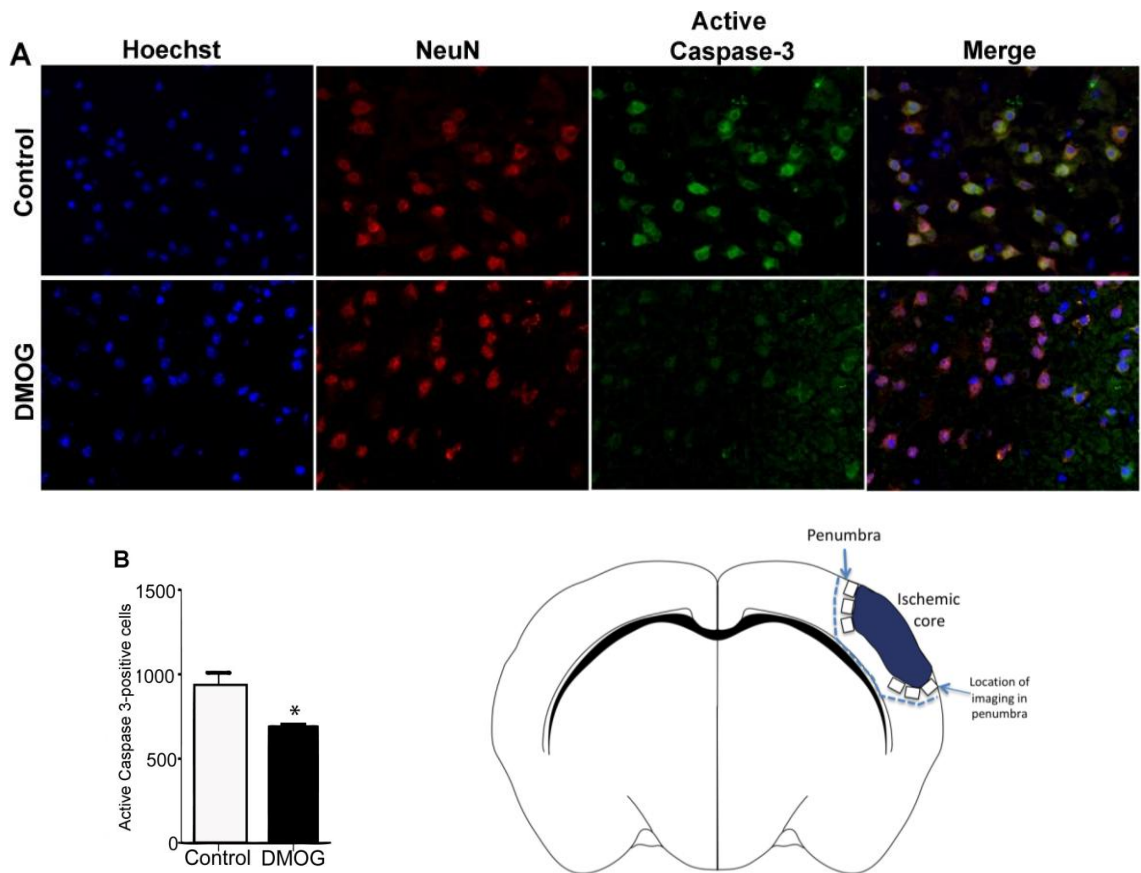 A
Hoechst
NeuN
Active
Caspase-3
Merge
Control
DMOG
B
Active Caspase 3-positive cells
1500
1000
500
0
*
Control
DMOG
Penumbra
Ischemic
core
Location of
imaging in
penumbra